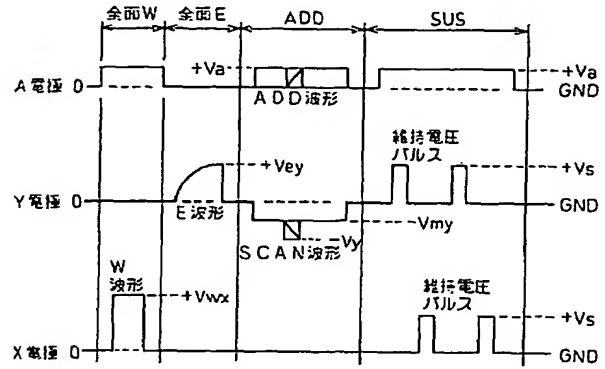 全面W 全面E ADD SUS
+Va +Va
A電極 0 GND
ADD波形
維持電圧
パルス
+Vey +Vs
Y電極 0 GND
E波形 -Vmy
-Vy
SCAN波形
W
波形
+Vwx
維持電圧
パルス
+Vs
X電極 0 GND